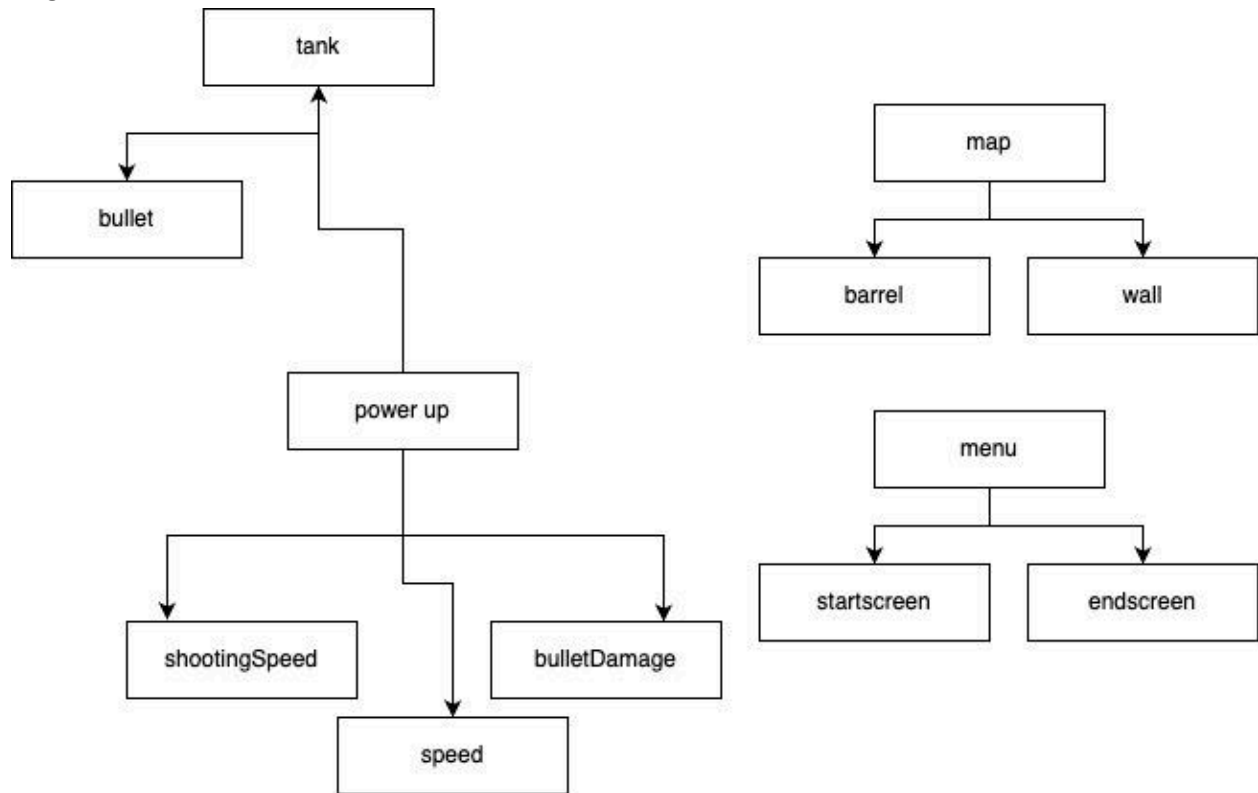 tank
bullet
power up
shootingSpeed
bulletDamage
speed
map
barrel
wall
menu
startscreen
endscreen